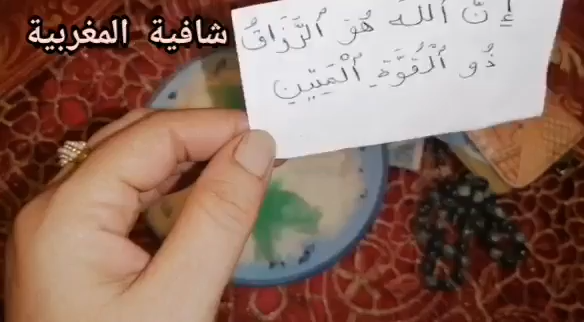 شافية المغربية
إِنَّ ٱللَّهَ هُوَ ٱلرَّزَّاقُ
ذُو ٱلْقُوَّةِ ٱلْمَتِينُ